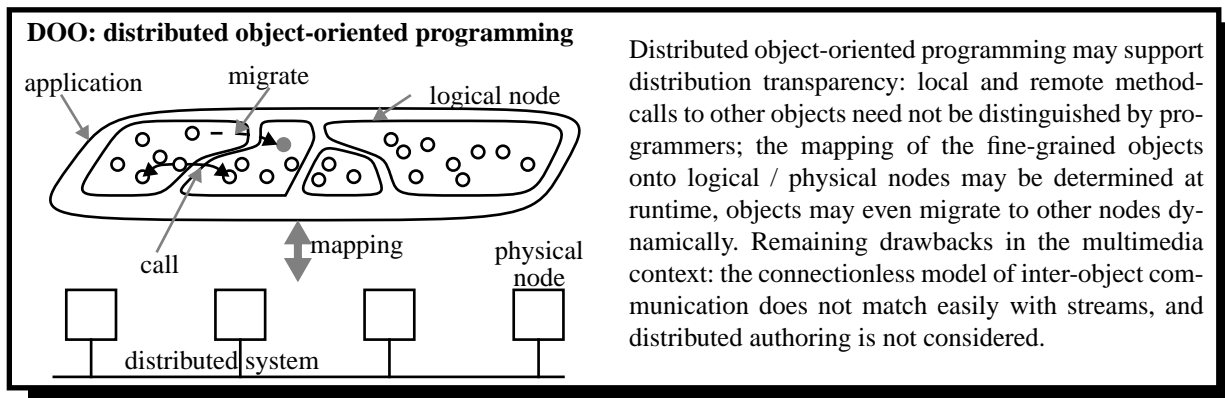 DOO: distributed object-oriented programming
application
migrate
logical node
call
mapping
physical
node
distributed system
Distributed object-oriented programming may support
distribution transparency: local and remote method-
calls to other objects need not be distinguished by pro-
grammers; the mapping of the fine-grained objects
onto logical / physical nodes may be determined at
runtime, objects may even migrate to other nodes dy-
namically. Remaining drawbacks in the multimedia
context: the connectionless model of inter-object com-
munication does not match easily with streams, and
distributed authoring is not considered.